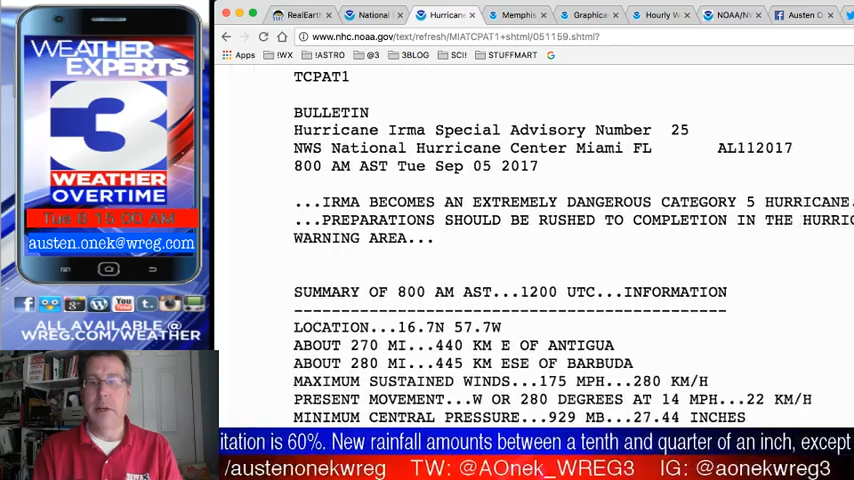 WEATHER
EXPERTS
3
WEATHER
OVERTIME
Tue 8:15:00 AM
austen.onek@wreg.com
ALL AVAILABLE @
WREG.COM/WEATHER
NEWS 3
RealEarth
National
Hurricane
Memphis
Graphica
Hourly W
NOAA/NW
Austen O
www.nhc.noaa.gov/text/refresh/MIATCPAT1+shtml/051159.shtml?
Apps !WX !ASTRO @3 3BLOG SCI! STUFFMART
TCPAT1
BULLETIN
Hurricane Irma Special Advisory Number 25
NWS National Hurricane Center Miami FL AL112017
800 AM AST Tue Sep 05 2017
...IRMA BECOMES AN EXTREMELY DANGEROUS CATEGORY 5 HURRICANE.
...PREPARATIONS SHOULD BE RUSHED TO COMPLETION IN THE HURRIC
WARNING AREA...
SUMMARY OF 800 AM AST...1200 UTC...INFORMATION
----------------------------------------------
LOCATION...16.7N 57.7W
ABOUT 270 MI...440 KM E OF ANTIGUA
ABOUT 280 MI...445 KM ESE OF BARBUDA
MAXIMUM SUSTAINED WINDS...175 MPH...280 KM/H
PRESENT MOVEMENT...W OR 280 DEGREES AT 14 MPH...22 KM/H
MINIMUM CENTRAL PRESSURE...929 MB...27.44 INCHES
itation is 60%. New rainfall amounts between a tenth and quarter of an inch, except
/austenonekwreg TW: @AOnek_WREG3 IG: @aonekwreg3